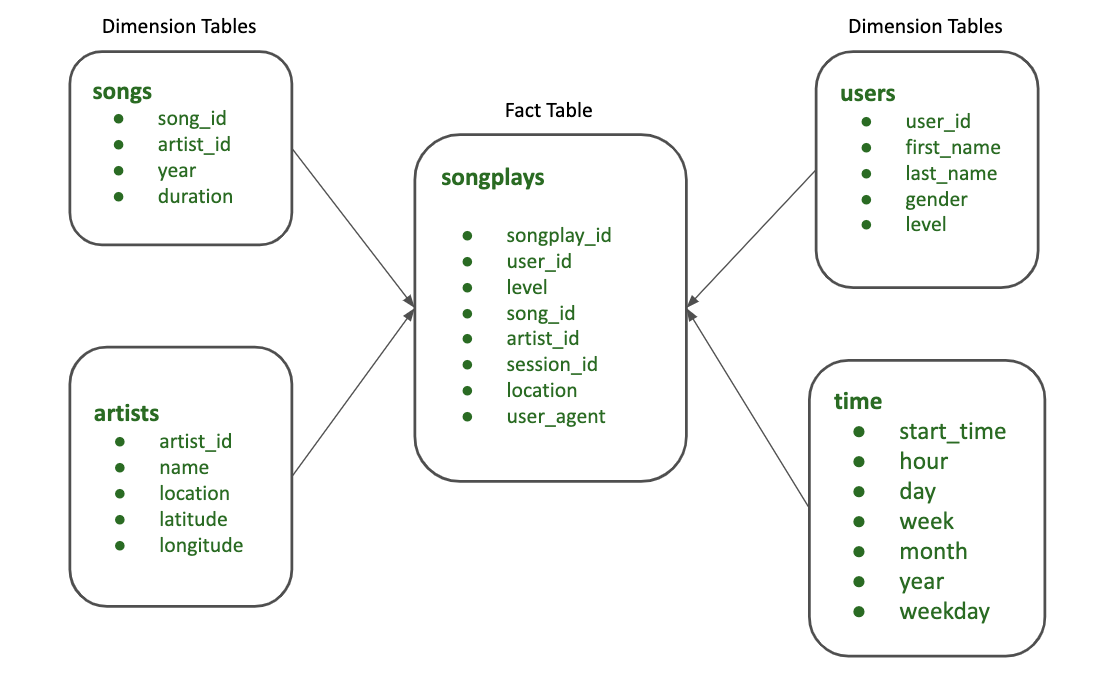 Dimension Tables
songs
● song_id
● artist_id
● year
● duration
artists
● artist_id
● name
● location
● latitude
● longitude
Fact Table
songplays
● songplay_id
● user_id
● level
● song_id
● artist_id
● session_id
● location
● user_agent
Dimension Tables
users
● user_id
● first_name
● last_name
● gender
● level
time
● start_time
● hour
● day
● week
● month
● year
● weekday